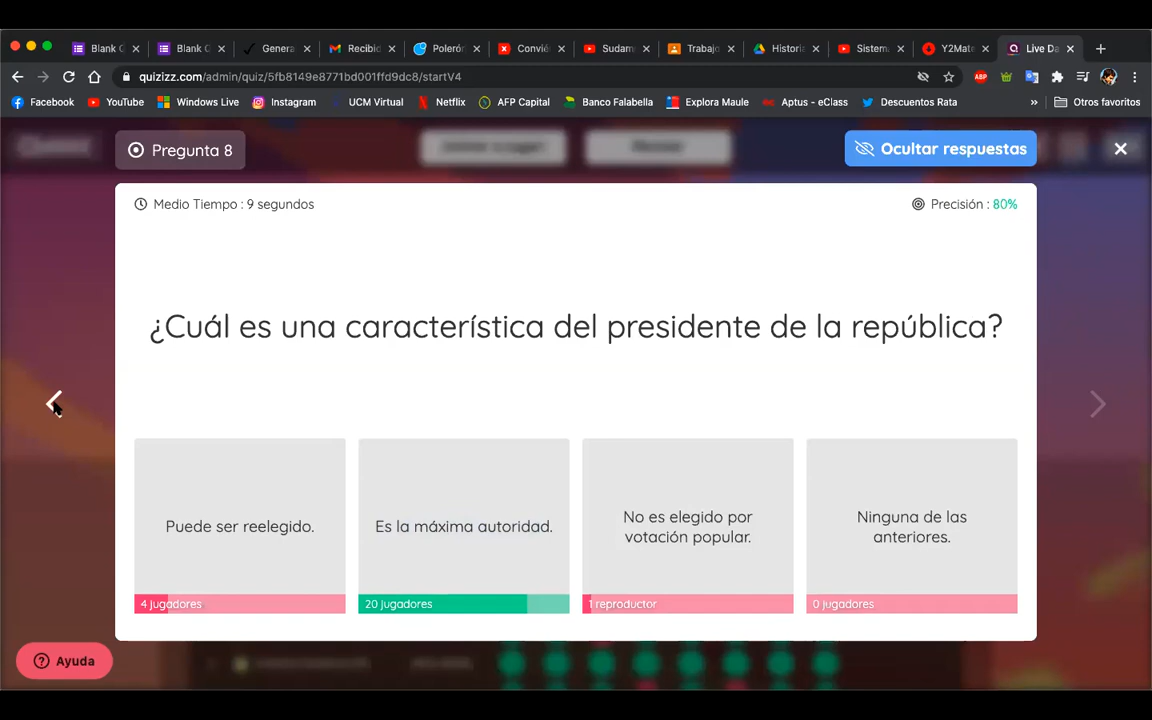 Blank
Blank
Genera
Recibio
Polerón
Convié
Sudam
Trabajo
Historia
Sistem
Y2Mate
Live Da
quizizz.com/admin/quiz/5fb8149e8771bd001ffd9dc8/startV4
Facebook YouTube Windows Live Instagram UCM Virtual Netflix AFP Capital Banco Falabella Explora Maule Aptus - eClass Descuentos Rata » Otros favoritos
Pregunta 8
Ocultar respuestas
Medio Tiempo : 9 segundos
Precisión : 80%
¿Cuál es una característica del presidente de la república?
Puede ser reelegido.
Es la máxima autoridad.
No es elegido por
votación popular.
Ninguna de las
anteriores.
4 jugadores
20 jugadores
1 reproductor
0 jugadores
Ayuda